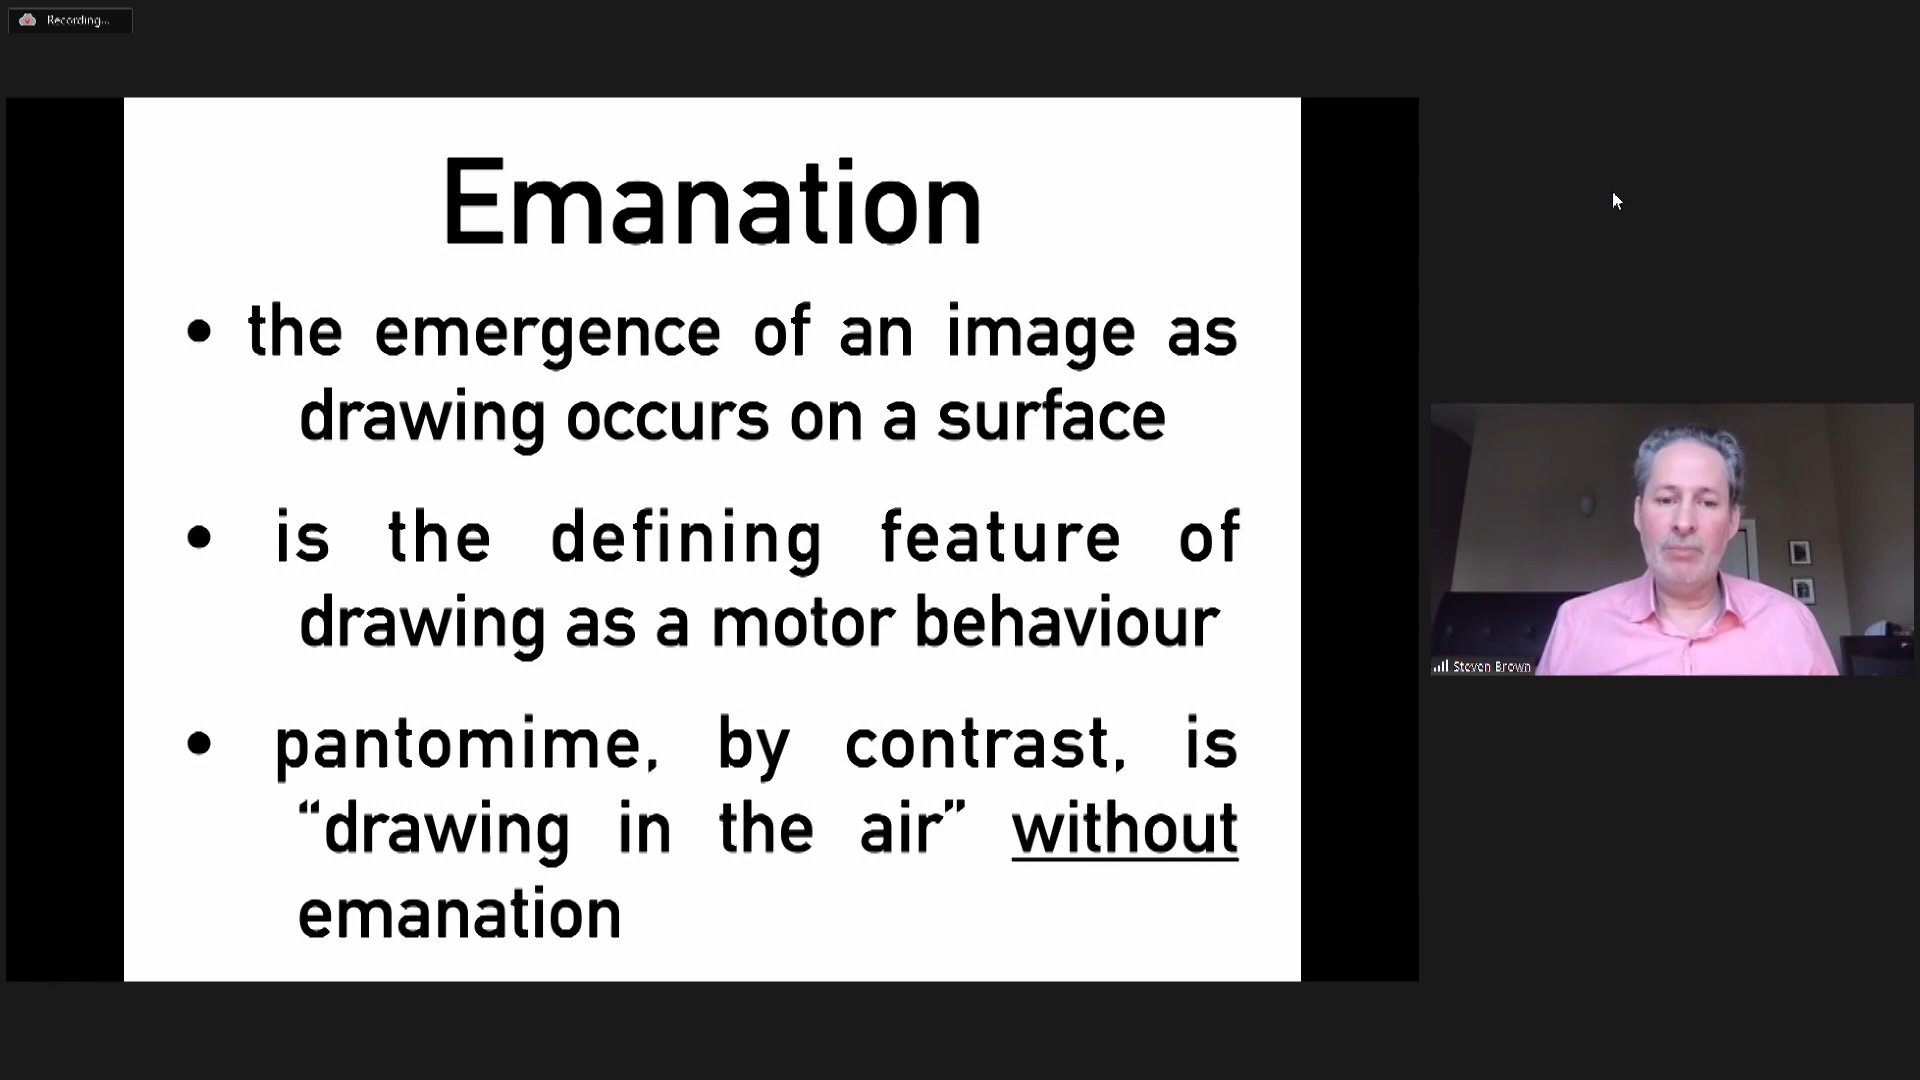 Recording...
Emanation
• the emergence of an image as
drawing occurs on a surface
• is the defining feature of
drawing as a motor behaviour
• pantomime, by contrast, is
“drawing in the air” without
emanation
Steven Brown